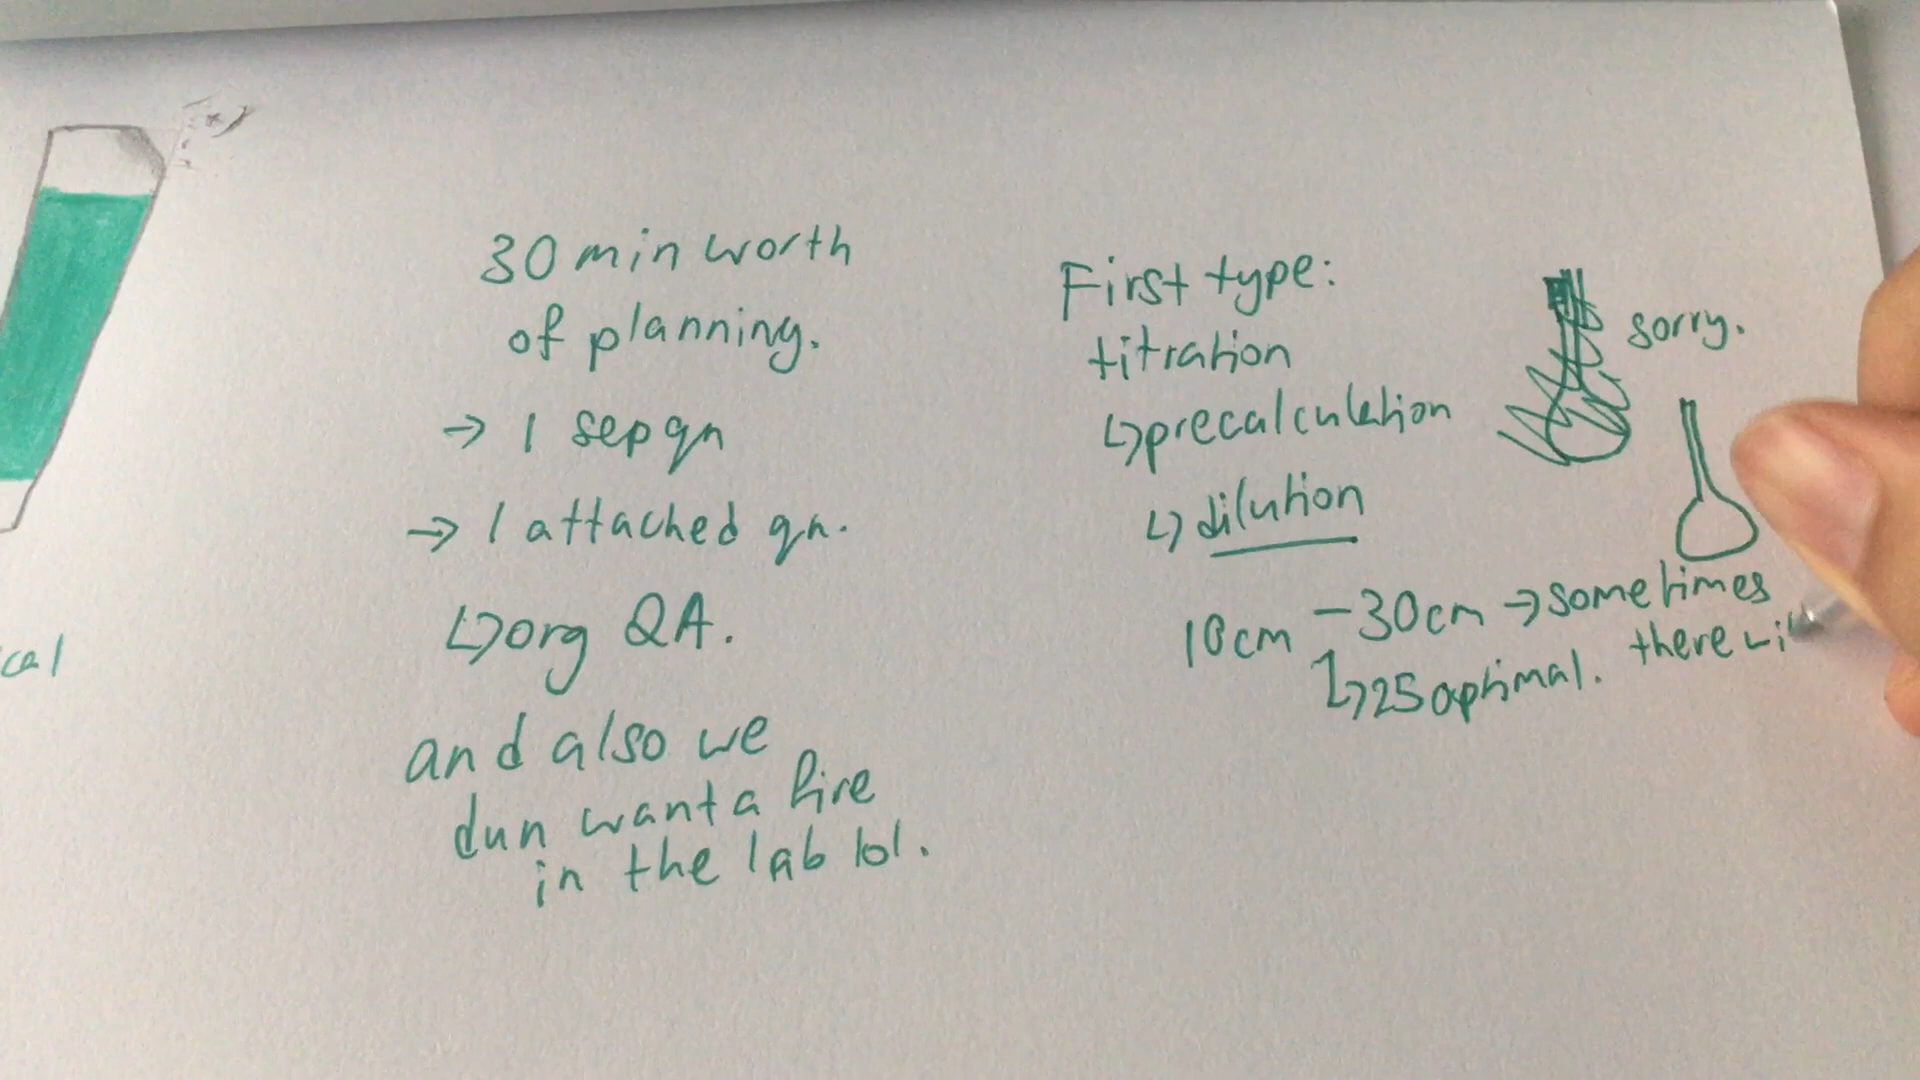 cal
30 min worth
of planning.
→ 1 sep qn
→ 1 attached qn.
↳ org QA.
and also we
dun want a fire
in the lab lol.
First type:
titration
↳ precalculation
↳ dilution
sorry.
10cm - 30cm → sometimes
there wi
↳ 25 optimal.